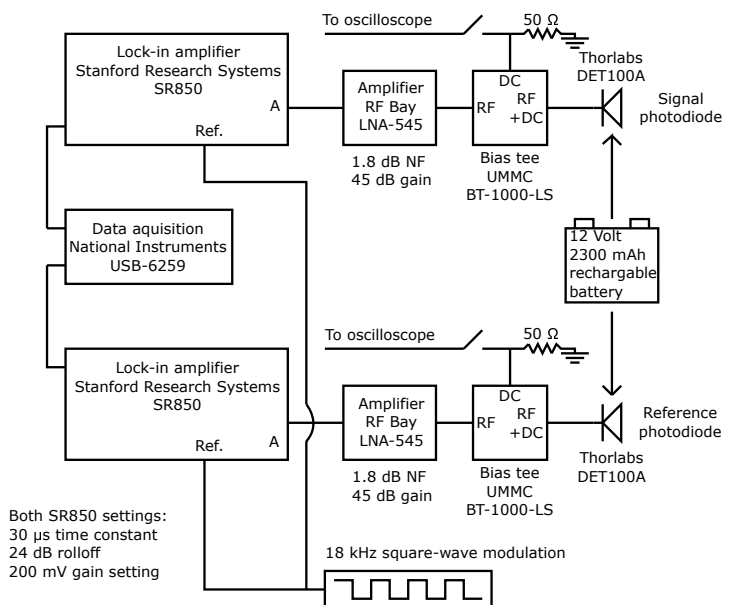 To oscilloscope
50 Ω
Lock-in amplifier
Stanford Research Systems
SR850
A
Ref.
Amplifier
RF Bay
LNA-545
1.8 dB NF
45 dB gain
DC
RF
RF
+DC
Bias tee
UMMC
BT-1000-LS
Thorlabs
DET100A
Signal
photodiode
Data aquisition
National Instruments
USB-6259
12 Volt
2300 mAh
rechargable
battery
To oscilloscope
50 Ω
Lock-in amplifier
Stanford Research Systems
SR850
A
Ref.
Amplifier
RF Bay
LNA-545
1.8 dB NF
45 dB gain
DC
RF
RF
+DC
Bias tee
UMMC
BT-1000-LS
Reference
photodiode
Thorlabs
DET100A
Both SR850 settings:
30 μs time constant
24 dB rolloff
200 mV gain setting
18 kHz square-wave modulation